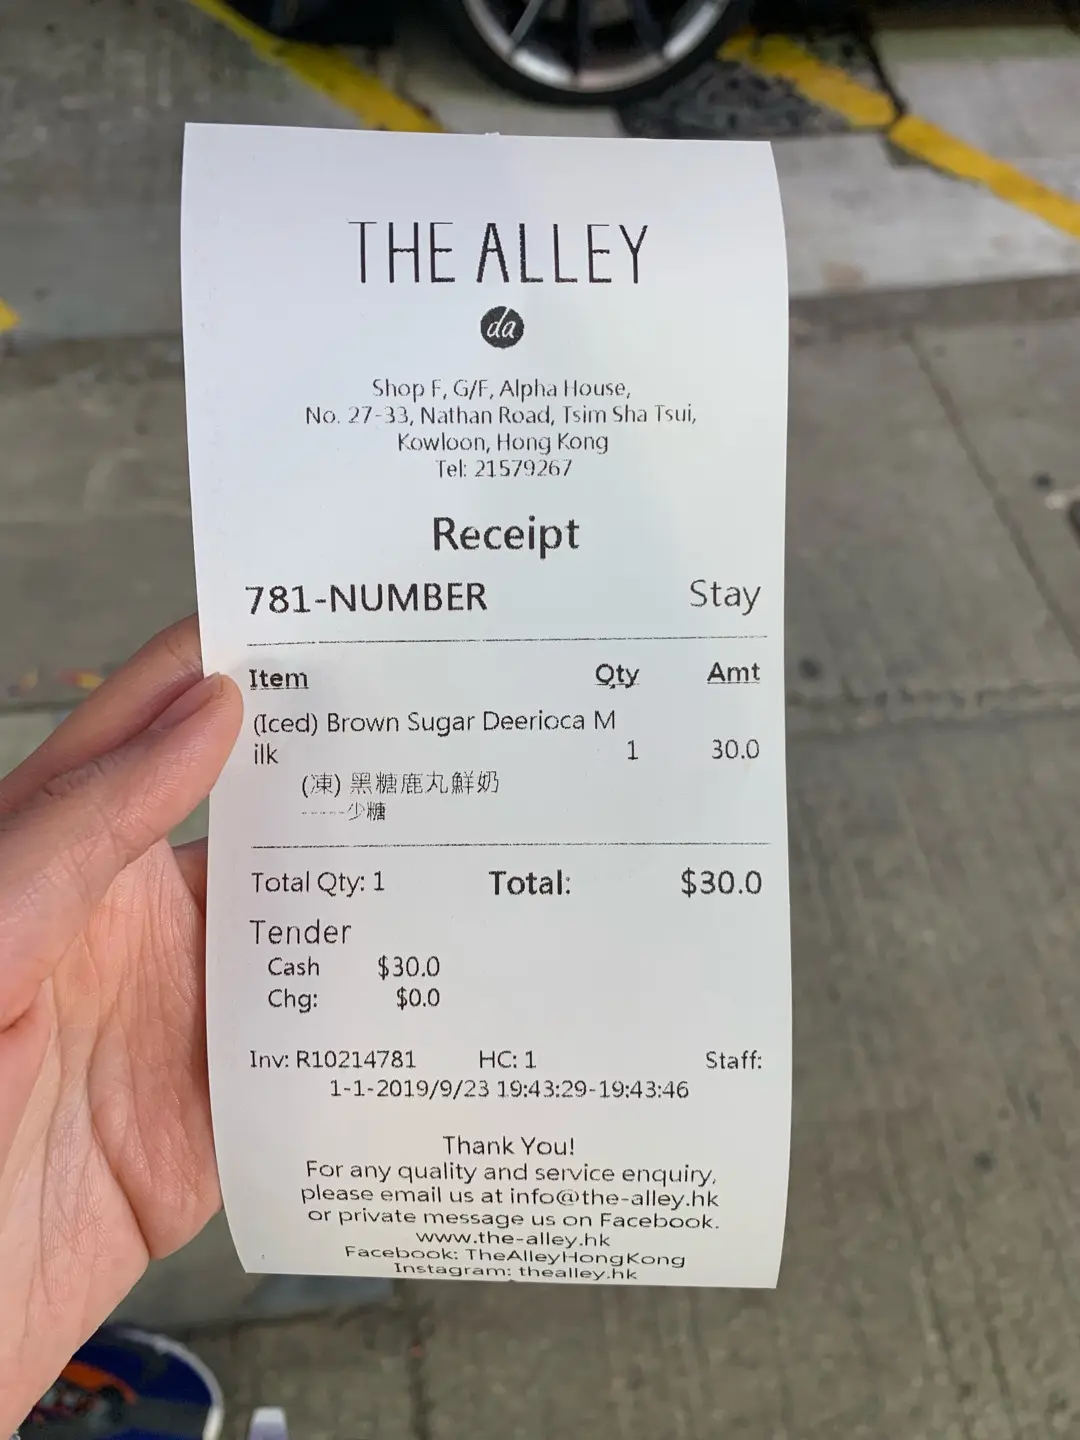 THE ALLEY
da
Shop F, G/F, Alpha House,
No. 27-33, Nathan Road, Tsim Sha Tsui,
Kowloon, Hong Kong
Tel: 21579267
Receipt
781-NUMBER Stay
Item Qty Amt
(Iced) Brown Sugar Deerioca M
ilk 1 30.0
(凍) 黑糖鹿丸鮮奶
-----少糖
Total Qty: 1 Total: $30.0
Tender
Cash $30.0
Chg: $0.0
Inv: R10214781 HC: 1 Staff:
1-1-2019/9/23 19:43:29-19:43:46
Thank You!
For any quality and service enquiry,
please email us at info@the-alley.hk
or private message us on Facebook.
www.the-alley.hk
Facebook: TheAlleyHongKong
Instagram: thealley.hk